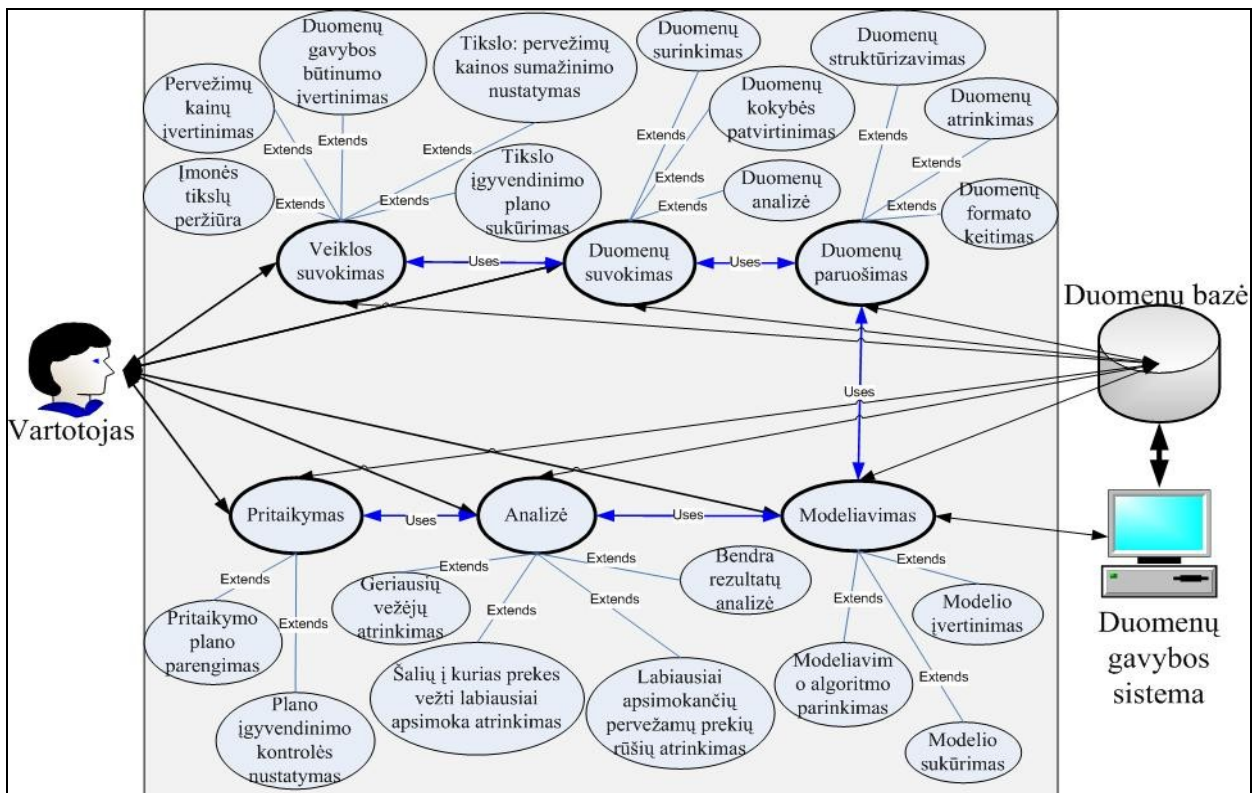 Duomenų
gavybos
būtinumo
įvertinimas
Tikslo: pervežimų
kainos sumažinimo
nustatymas
Duomenų
surinkimas
Duomenų
struktūrizavimas
Pervežimų
kainų
įvertinimas
Duomenų
kokybės
patvirtinimas
Duomenų
atrinkimas
Extends
Extends
Extends
Extends
Extends
Extends
Įmonės
tikslų
peržiūra
Extends
Extends
Tikslo
įgyvendinimo
plano
sukūrimas
Extends
Extends
Duomenų
analizė
Extends
Extends
Duomenų
formato
keitimas
Veiklos
suvokimas
Uses
Duomenų
suvokimas
Uses
Duomenų
paruošimas
Duomenų bazė
Vartotojas
Uses
Pritaikymas
Uses
Analizė
Uses
Modeliavimas
Extends
Extends
Extends
Extends
Extends
Extends
Extends
Extends
Extends
Geriausių
vežėjų
atrinkimas
Bendra
rezultatų
analizė
Modelio
įvertinimas
Pritaikymo
plano
parengimas
Šalių į kurias prekes
vežti labiausiai
apsimoka atrinkimas
Labiausiai
apsimokančių
pervežamų prekių
rūšių atrinkimas
Modeliavim
o algoritmo
parinkimas
Plano
įgyvendinimo
kontrolės
nustatymas
Modelio
sukūrimas
Duomenų
gavybos
sistema